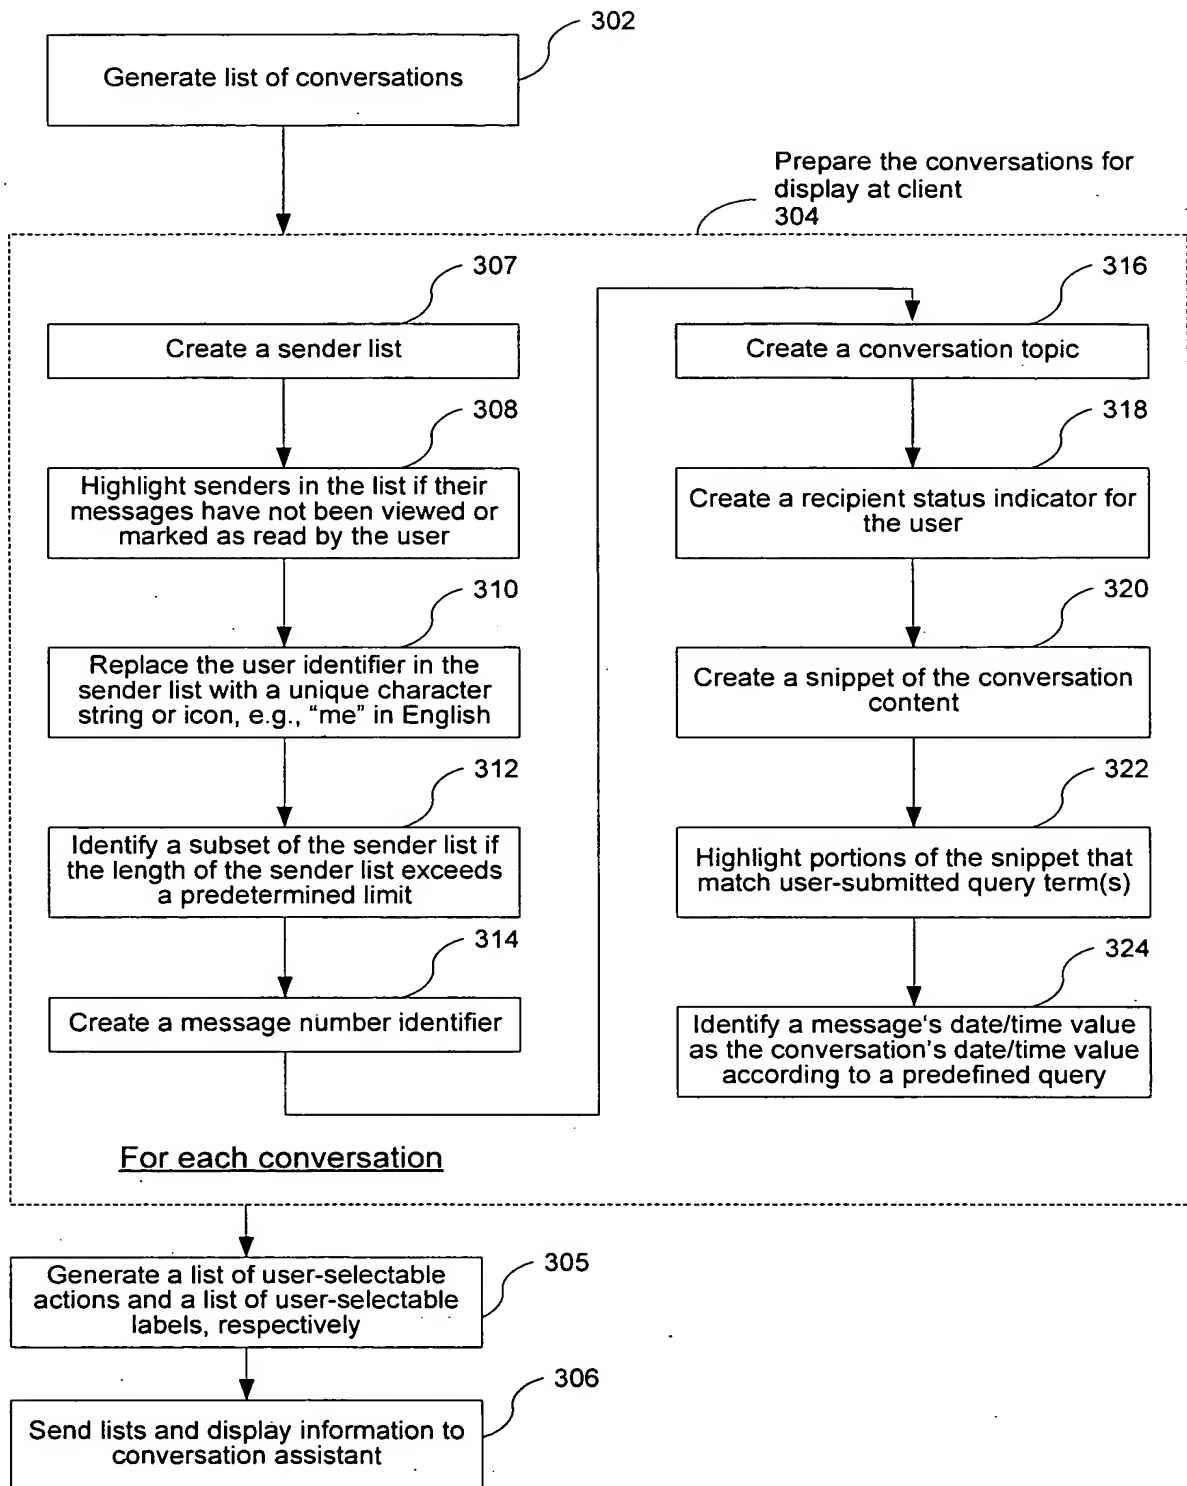 302
Generate list of conversations
Prepare the conversations for
display at client
304
307
Create a sender list
308
Highlight senders in the list if their
messages have not been viewed or
marked as read by the user
310
Replace the user identifier in the
sender list with a unique character
string or icon, e.g., “me” in English
312
Identify a subset of the sender list if
the length of the sender list exceeds
a predetermined limit
314
Create a message number identifier
316
Create a conversation topic
318
Create a recipient status indicator for
the user
320
Create a snippet of the conversation
content
322
Highlight portions of the snippet that
match user-submitted query term(s)
324
Identify a message's date/time value
as the conversation's date/time value
according to a predefined query
For each conversation
305
Generate a list of user-selectable
actions and a list of user-selectable
labels, respectively
306
Send lists and display information to
conversation assistant